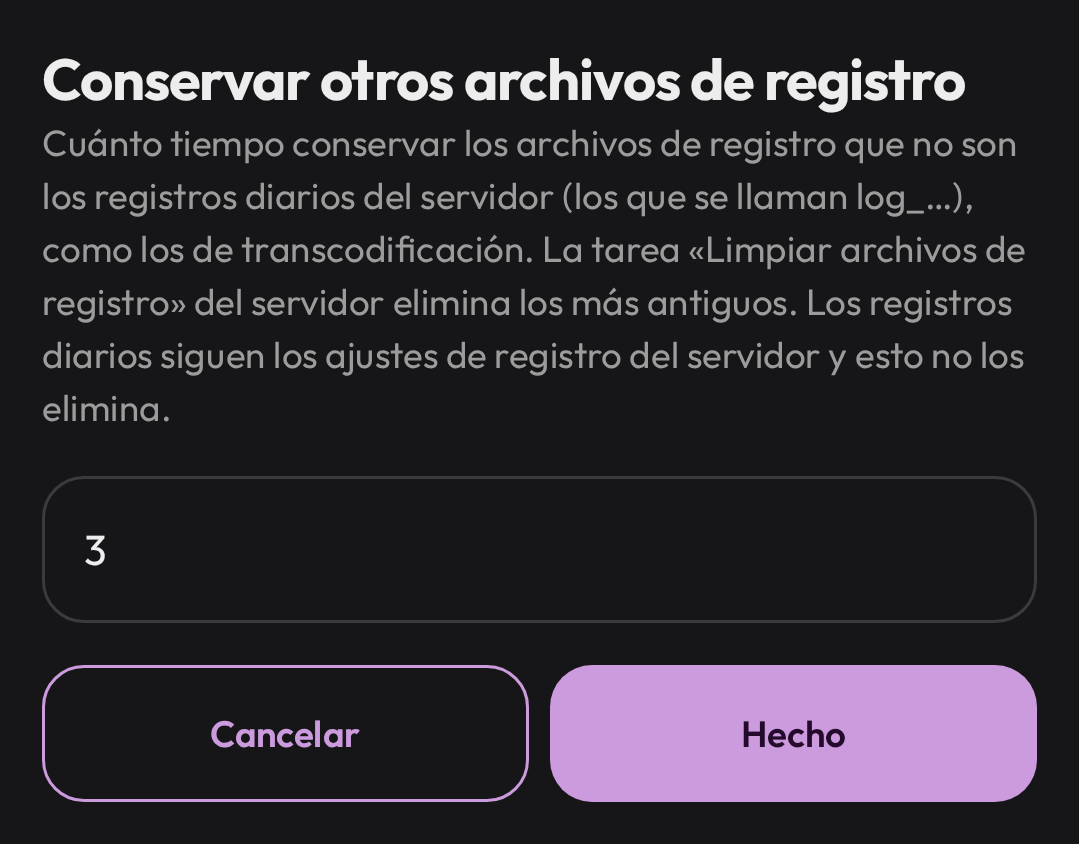 Conservar otros archivos de registro
Cuánto tiempo conservar los archivos de registro que no son
los registros diarios del servidor (los que se llaman log_…),
como los de transcodificación. La tarea «Limpiar archivos de
registro» del servidor elimina los más antiguos. Los registros
diarios siguen los ajustes de registro del servidor y esto no los
elimina.
3
Cancelar
Hecho